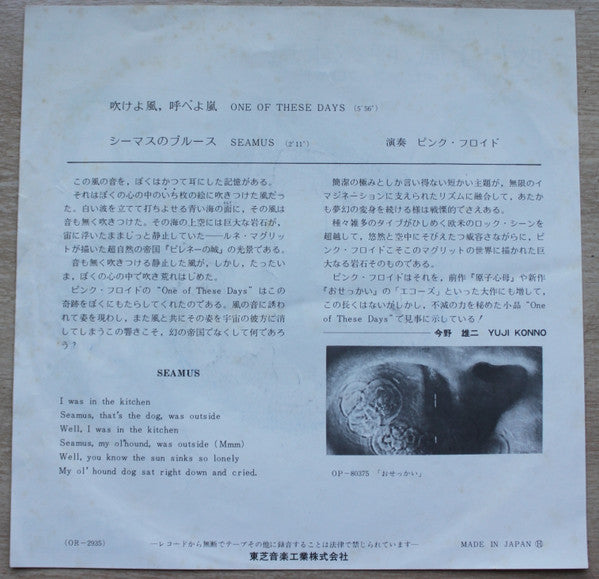 吹けよ風，呼べよ嵐 ONE OF THESE DAYS (5′56″)
シーマスのブルース SEAMUS (2′11″) 演奏 ピンク・フロイド
この風の音を，ぼくはかつて耳にした記憶がある。
それはぼくの心の中のいち枚の絵に吹きつけた風だっ
た。白い波を立てて打ちよせる青い海の面に，その風は
音も無く吹きつけ，その海の上空には巨大な岩石が，
宙に浮いたままじっと静止していた──ルネ・マグリッ
トが描いた超自然の帝国『ピレネーの城』の光景である。
音も無く吹きつける静止した風が，しかし，たったい
ま，ぼくの心の中で吹き荒れはじめた。
ピンク・フロイドの “One of These Days” はこの
奇跡をぼくにもたらしてくれたのである。風の音に誘わ
れて姿を現わし，また風と共にその姿を宇宙の彼方に消
してしまうこの響きこそ，幻の帝国でなくして何であろ
う？
SEAMUS
I was in the kitchen
Seamus, that's the dog, was outside
Well, I was in the kitchen
Seamus, my ol'hound, was outside (Mmm)
Well, you know the sun sinks so lonely
My ol' hound dog sat right down and cried.
簡潔の極みとしか言い得ない短かい主題が，無限のイ
マジネーションに支えられたリズムに融合して，あたか
も夢幻の変身を続ける様は戦慄的でさえある。
種々雑多のタイプがひしめく欧米のロック・シーンを
超越して，悠然と空中にそびえたつ威容さながらに，ピ
ンク・フロイドこそこのマグリットの世界に描かれた巨
大なる岩石そのものである。
ピンク・フロイドはそれを，前作『原子心母』や新作
『おせっかい』の「エコーズ」といった大作にも増して，
この長くはないがしかし，不滅の力を秘めた小品 “One
of These Days” で見事に示している！
今野 雄二 YUJI KONNO
OP-80375 「おせっかい」
(OR-2935) ─レコードから無断でテープその他に録音することは法律で禁じられています─ MADE IN JAPAN Ⓗ
東芝音楽工業株式会社